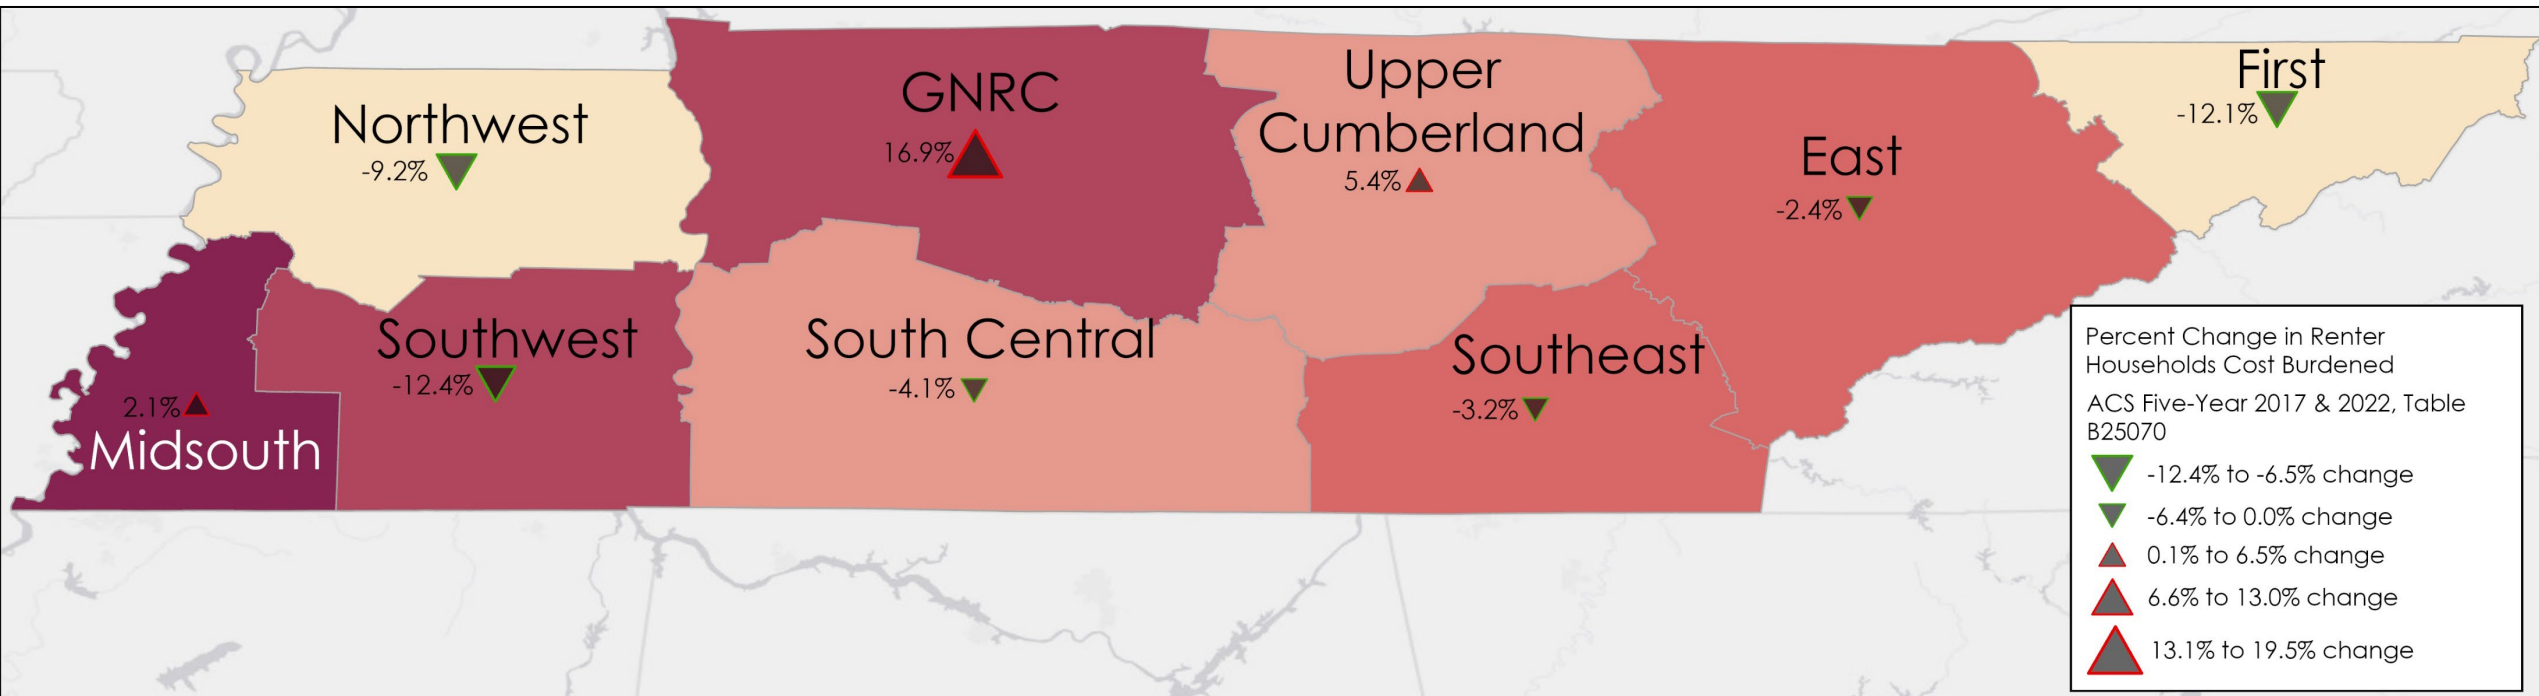 Northwest
-9.2%
GNRC
16.9%
Upper
Cumberland
5.4%
East
-2.4%
First
-12.1%
2.1%
Midsouth
Southwest
-12.4%
South Central
-4.1%
Southeast
-3.2%
Percent Change in Renter
Households Cost Burdened
ACS Five-Year 2017 & 2022, Table
B25070
-12.4% to -6.5% change
-6.4% to 0.0% change
0.1% to 6.5% change
6.6% to 13.0% change
13.1% to 19.5% change